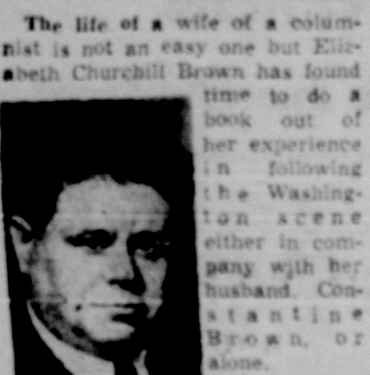 The life of a wife of a colum-
nist is not an easy one but Eliz-
abeth Churchill Brown has found
time to do a
book out of
her experience
in following
the Washing-
ton scene
either in com-
pany with her
husband, Con-
stantine
Brown, or
alone.